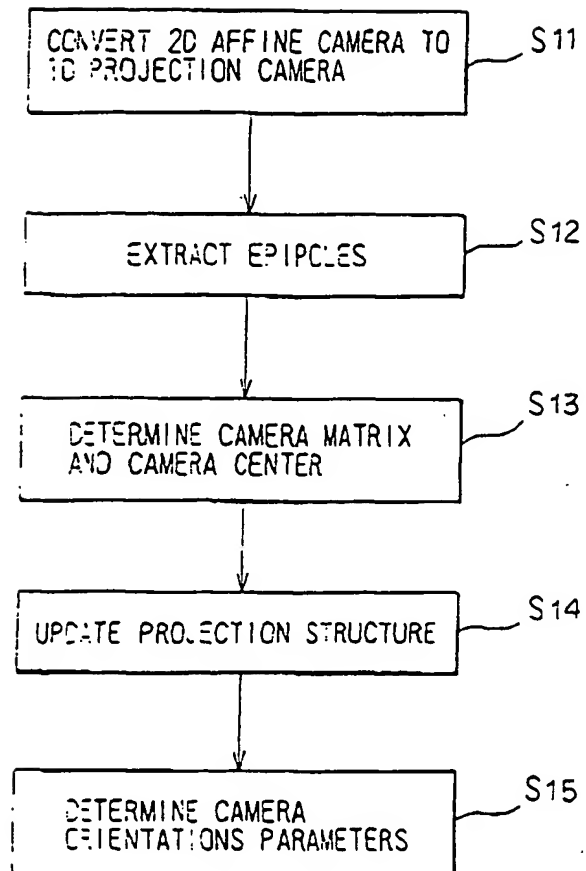 CONVERT 2D AFFINE CAMERA TO
1D PROJECTION CAMERA
S11
EXTRACT EPIPOLES
S12
DETERMINE CAMERA MATRIX
AND CAMERA CENTER
S13
UPDATE PROJECTION STRUCTURE
S14
DETERMINE CAMERA
ORIENTATIONS PARAMETERS
S15